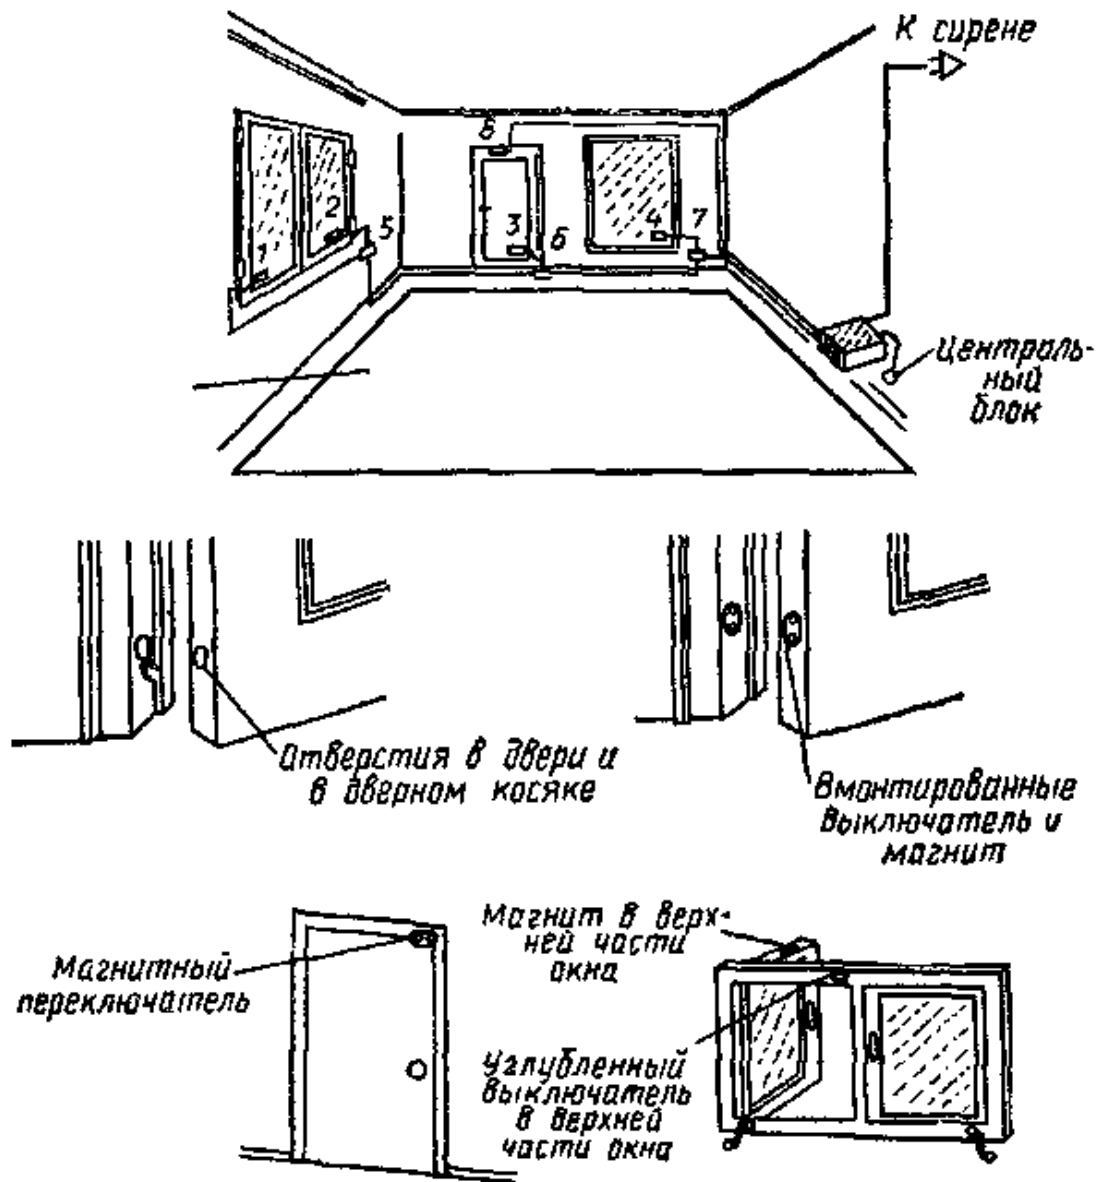 К сирене
8
2
5
1
3
6
4
7
Централь-
ный
блок
Отверстия в двери и
в дверном косяке
Вмонтированные
выключатель и
магнит
Магнитный
переключатель
Магнит в верх-
ней части
окна
Углубленный
выключатель
в верхней
части окна